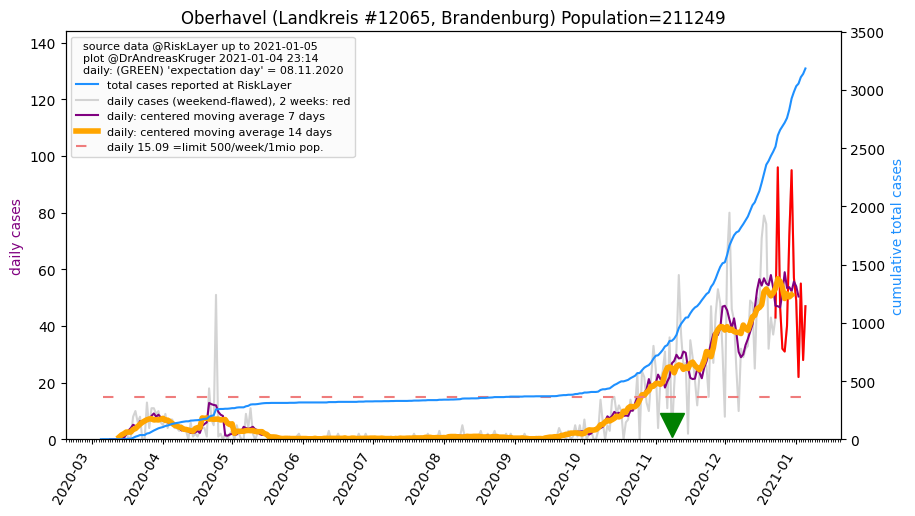 Oberhavel (Landkreis #12065, Brandenburg) Population=211249
source data @RiskLayer up to 2021-01-05
plot @DrAndreasKruger 2021-01-04 23:14
daily: (GREEN) 'expectation day' = 08.11.2020
total cases reported at RiskLayer
daily cases (weekend-flawed), 2 weeks: red
daily: centered moving average 7 days
daily: centered moving average 14 days
daily 15.09 =limit 500/week/1mio pop.
daily cases
140
120
100
80
60
40
20
0
cumulative total cases
3500
3000
2500
2000
1500
1000
500
0
2020-03
2020-04
2020-05
2020-06
2020-07
2020-08
2020-09
2020-10
2020-11
2020-12
2021-01